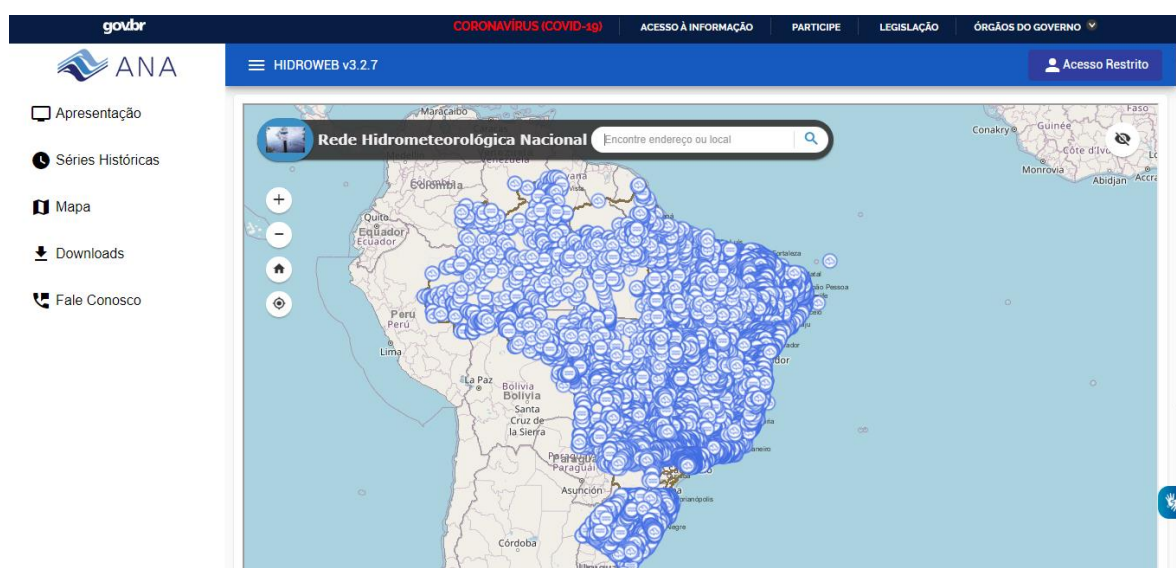 gov.br
CORONAVÍRUS (COVID-19)
ACESSO À INFORMAÇÃO
PARTICIPE
LEGISLAÇÃO
ÓRGÃOS DO GOVERNO
ANA
HIDROWEB v3.2.7
Acesso Restrito
Apresentação
Séries Históricas
Mapa
Downloads
Fale Conosco
Rede Hidrometeorológica Nacional
Encontre endereço ou local
Maracaibo
Venezuela
Colombia
Quito
Equador
Ecuador
Peru
Perú
Lima
La Paz
Bolivia
Bolivia
Santa
Cruz de
la Sierra
Paraguái
Asunción
Córdoba
Fortaleza
Conakry
Guinée
Faso
Côte d'Ivo
Monrovia
Abidjan
Accra